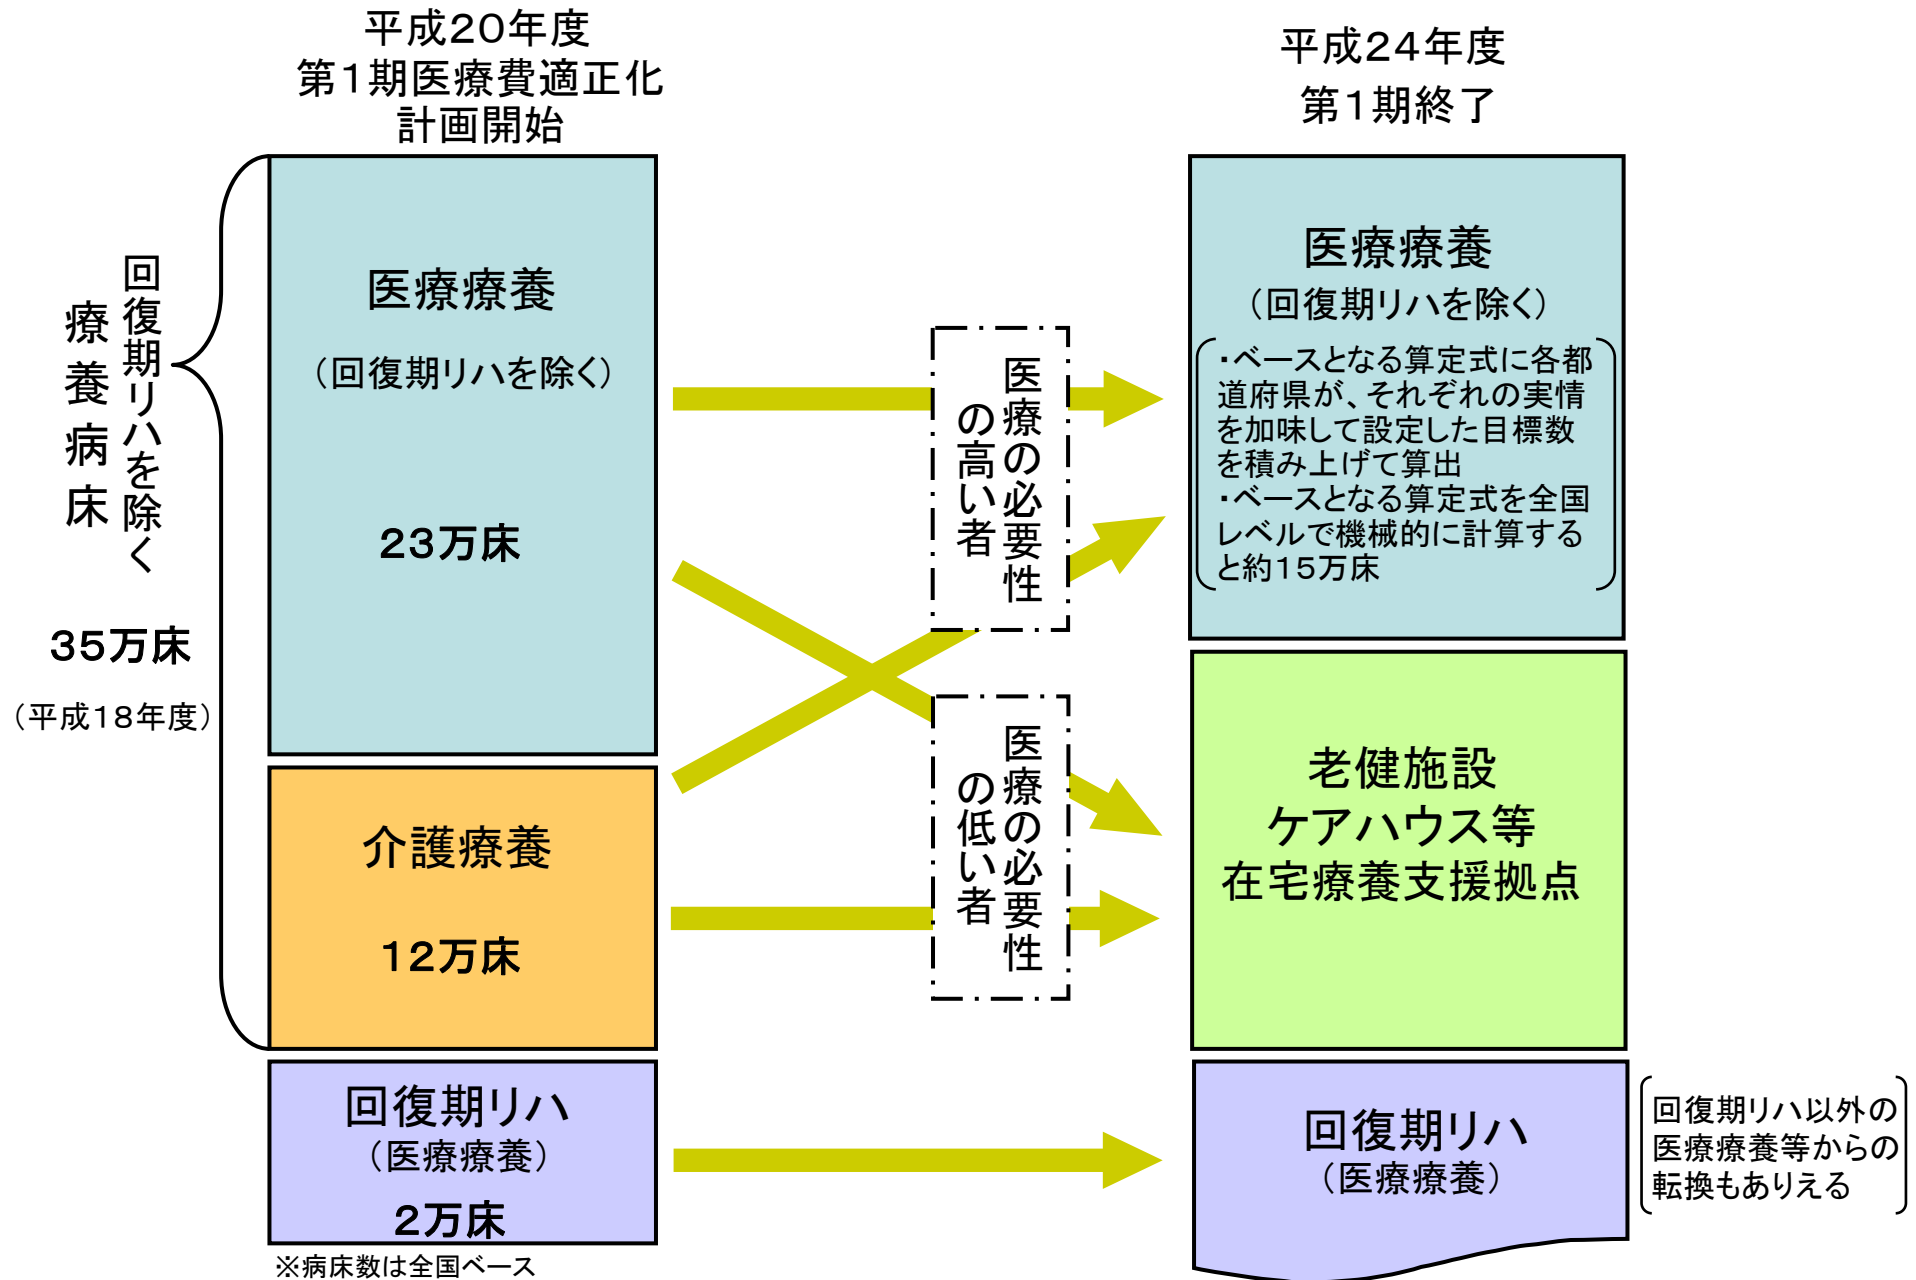 平成20年度
第1期医療費適正化
計画開始
平成24年度
第1期終了
回復期リハを除く
療養病床
35万床
（平成18年度）
医療療養
（回復期リハを除く）
23万床
介護療養
12万床
回復期リハ
（医療療養）
2万床
※病床数は全国ベース
医療の必要性
の高い者
医療の必要性
の低い者
医療療養
（回復期リハを除く）
・ベースとなる算定式に各都
道府県が、それぞれの実情
を加味して設定した目標数
を積み上げて算出
・ベースとなる算定式を全国
レベルで機械的に計算する
と約15万床
老健施設
ケアハウス等
在宅療養支援拠点
回復期リハ
（医療療養）
回復期リハ以外の
医療療養等からの
転換もありえる